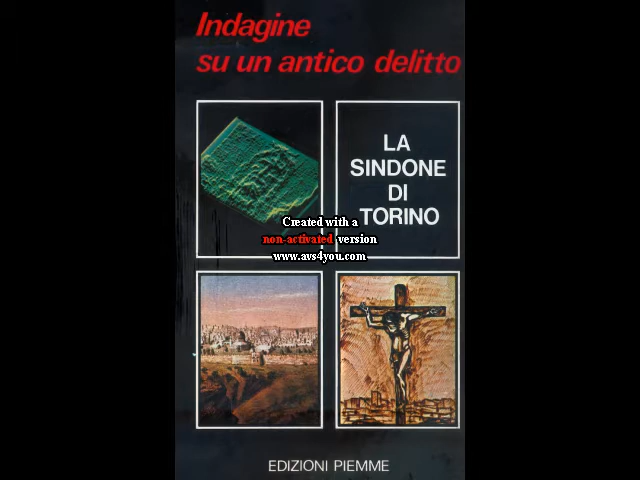 Indagine
su un antico delitto
LA
SINDONE
DI
TORINO
Created with a
non-activated version
www.avs4you.com
EDIZIONI PIEMME